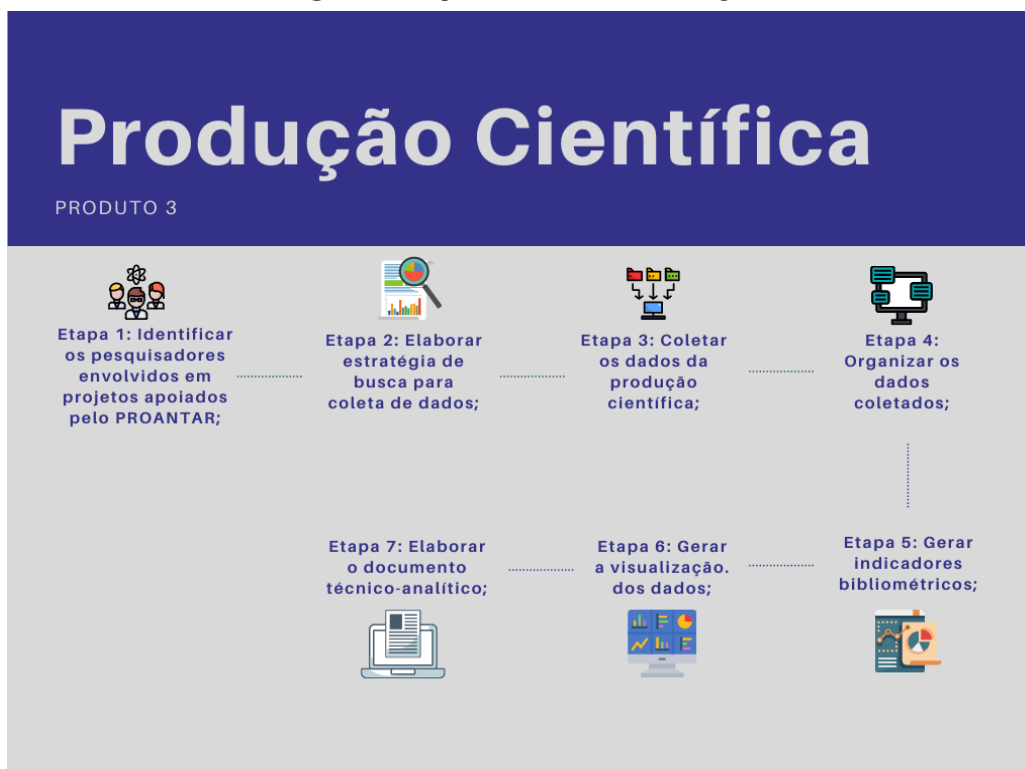 Produção Científica
PRODUTO 3
Etapa 1: Identificar
os pesquisadores
envolvidos em
projetos apoiados
pelo PROANTAR;
Etapa 2: Elaborar
estratégia de
busca para
coleta de dados;
Etapa 3: Coletar
os dados da
produção
científica;
Etapa 4:
Organizar os
dados
coletados;
Etapa 5: Gerar
indicadores
bibliométricos;
Etapa 6: Gerar
a visualização.
dos dados;
Etapa 7: Elaborar
o documento
técnico-analítico;